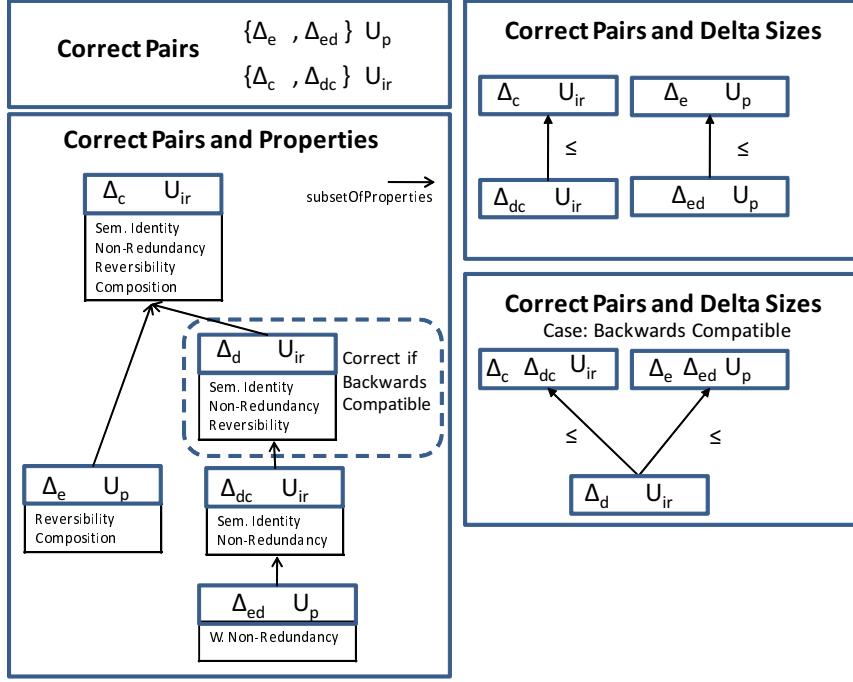 Correct Pairs {Δe , Δed} Up
{Δc , Δdc} Uir
Correct Pairs and Properties
subsetOfProperties
Δc Uir
Sem. Identity
Non-Redundancy
Reversibility
Composition
Δd Uir
Sem. Identity
Non-Redundancy
Reversibility
Correct if
Backwards
Compatible
Δe Up
Reversibility
Composition
Δdc Uir
Sem. Identity
Non-Redundancy
Δed Up
W. Non-Redundancy
Correct Pairs and Delta Sizes
Δc Uir
Δe Up
≤
≤
Δdc Uir
Δed Up
Correct Pairs and Delta Sizes
Case: Backwards Compatible
Δc Δdc Uir
Δe Δed Up
≤
≤
Δd Uir